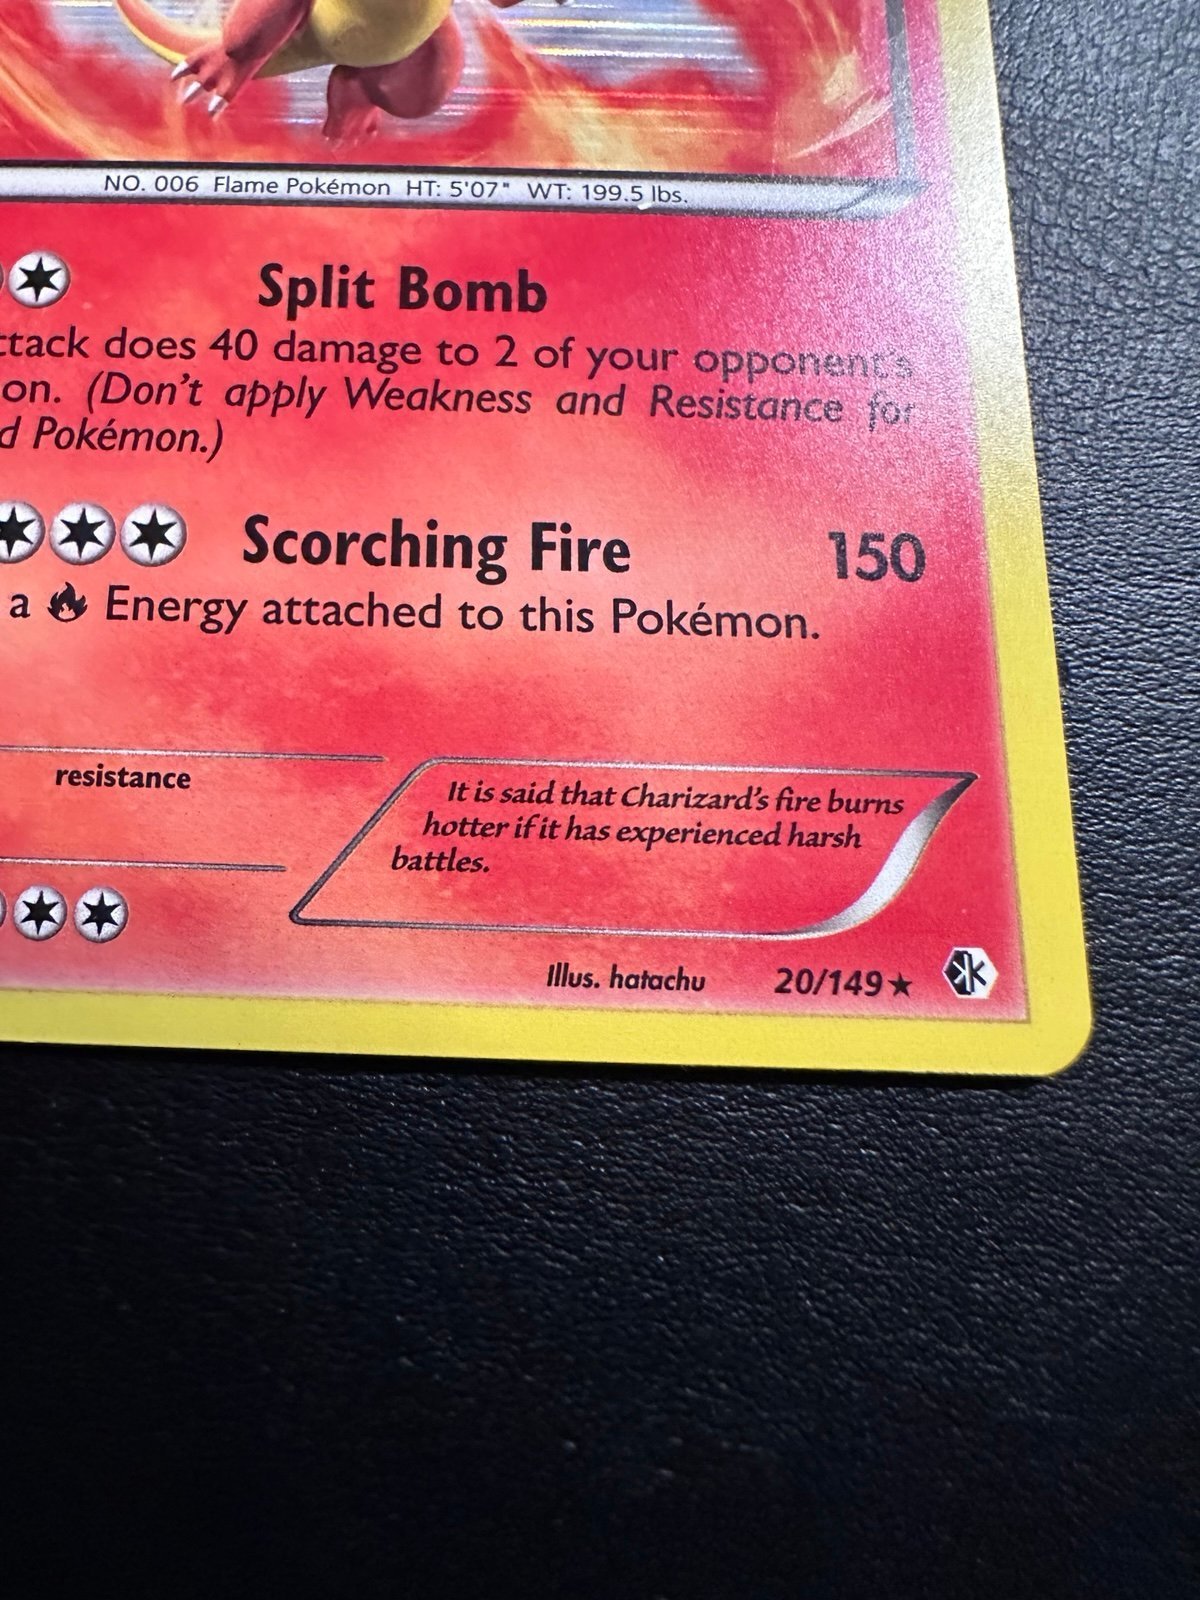 NO. 006 Flame Pokémon HT: 5'07" WT: 199.5 lbs.
Split Bomb
ttack does 40 damage to 2 of your opponent's
on. (Don't apply Weakness and Resistance for
d Pokémon.)
Scorching Fire 150
a Energy attached to this Pokémon.
resistance
It is said that Charizard's fire burns
hotter if it has experienced harsh
battles.
Illus. hatachu 20/149★